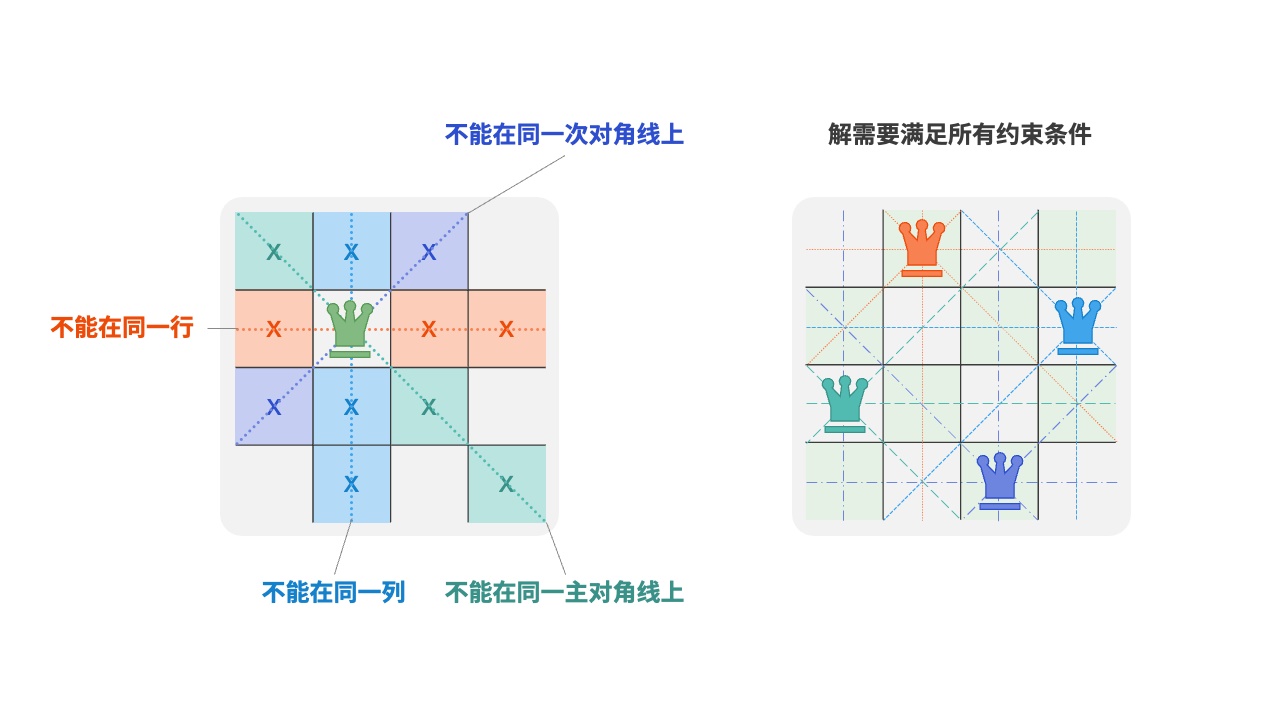 不能在同一次对角线上
解需要满足所有约束条件
X X X
不能在同一行
X X X
X X X
X X
不能在同一列
不能在同一主对角线上